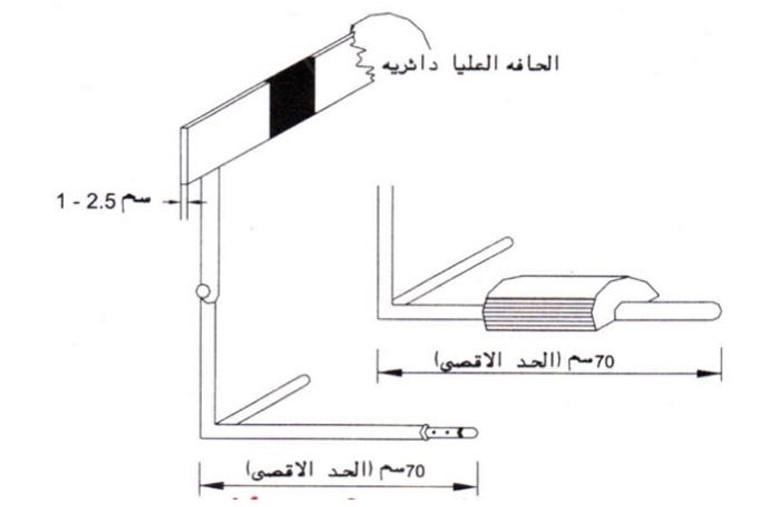 الحافه العليا دائريه
1 - 2.5 سم
70سم (الحد الاقصى)
70سم (الحد الاقصى)